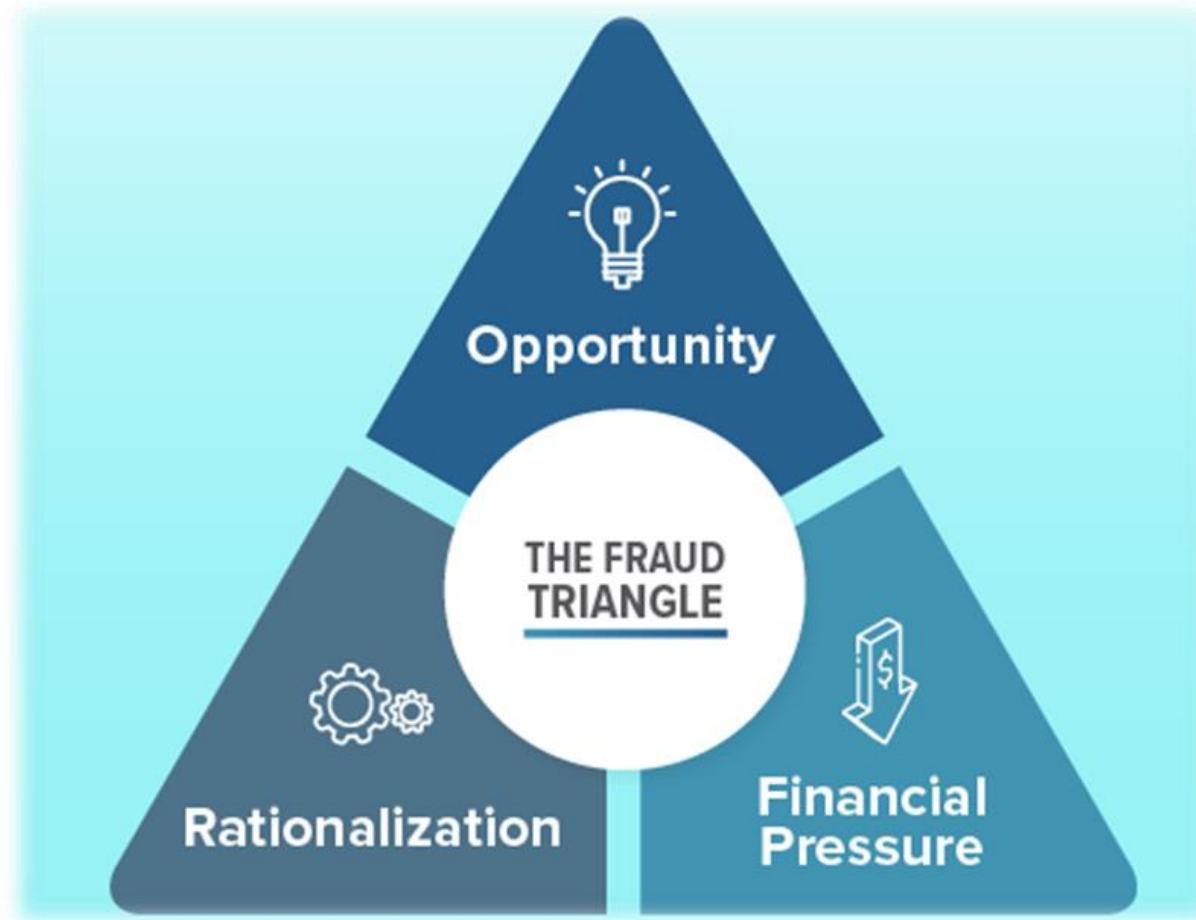 Opportunity
THE FRAUD
TRIANGLE
Rationalization
Financial
Pressure
$